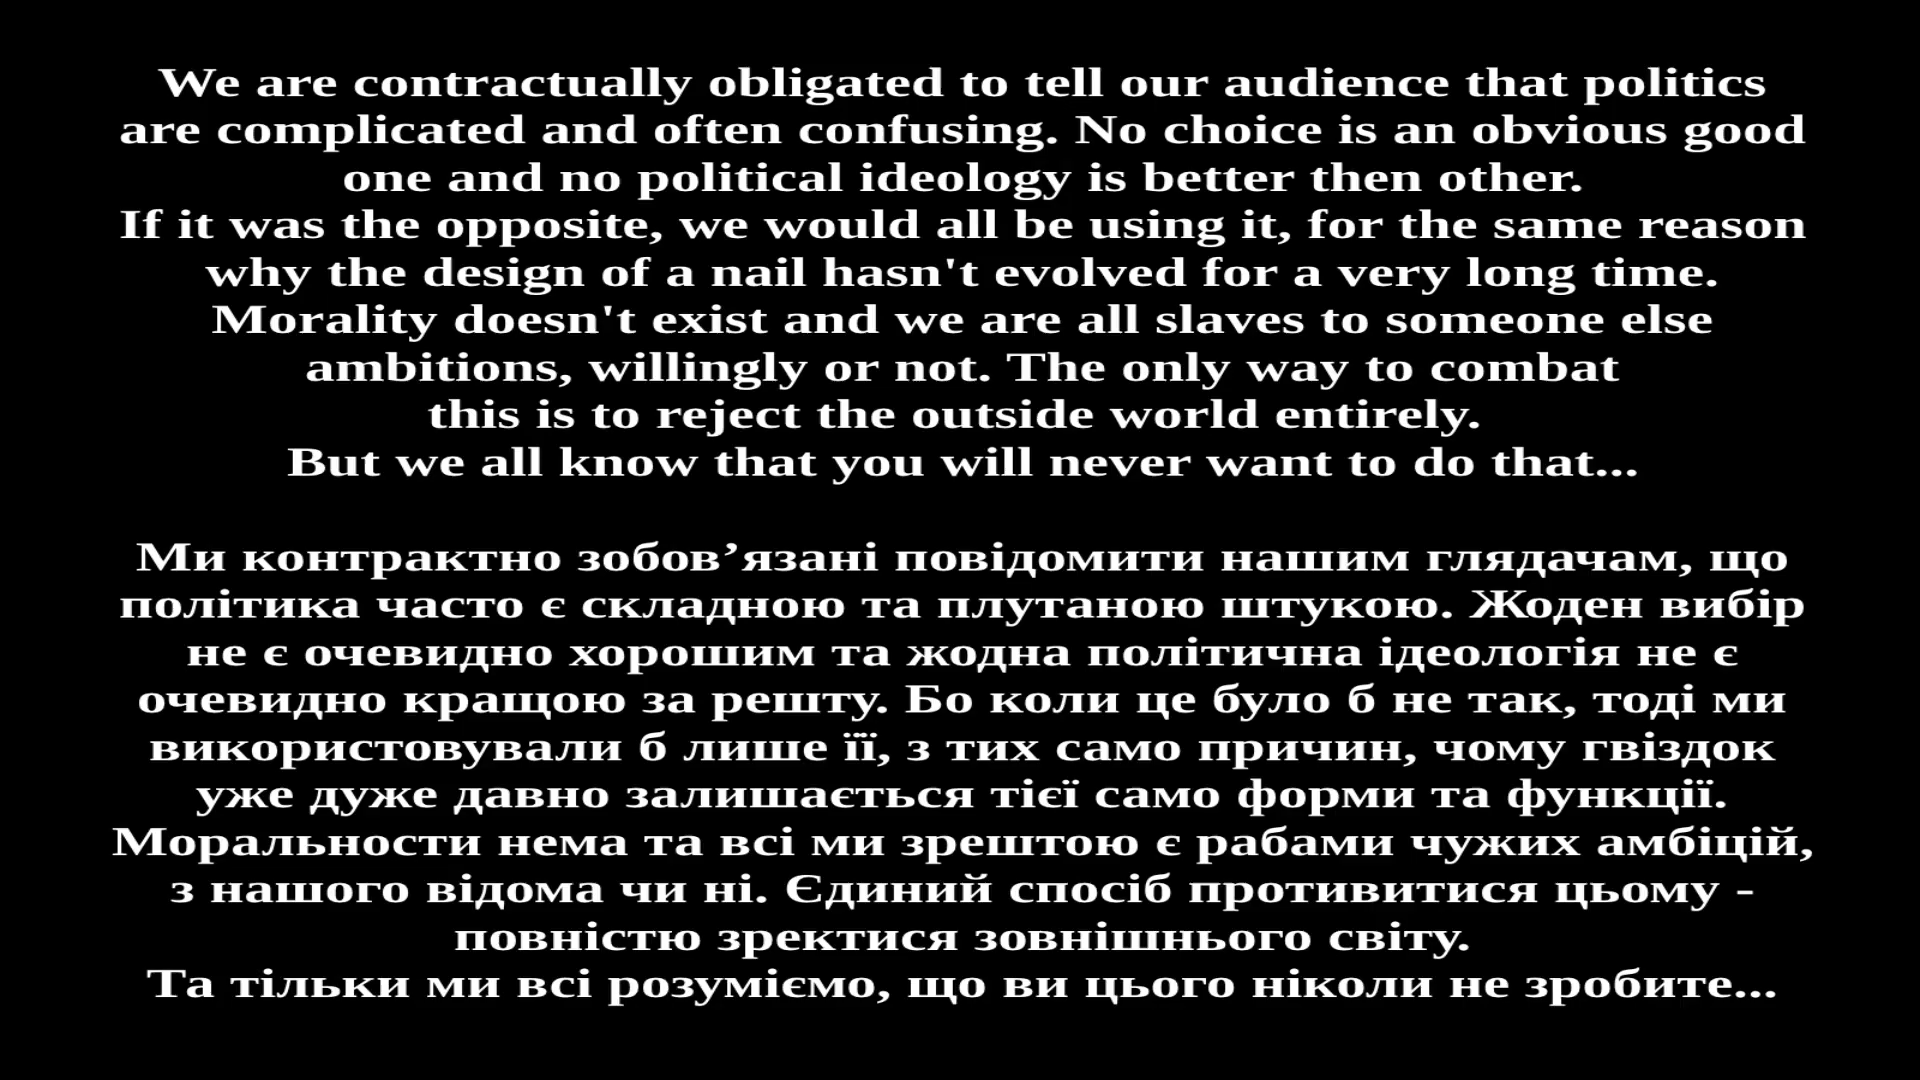 We are contractually obligated to tell our audience that politics
are complicated and often confusing. No choice is an obvious good
one and no political ideology is better then other.
If it was the opposite, we would all be using it, for the same reason
why the design of a nail hasn't evolved for a very long time.
Morality doesn't exist and we are all slaves to someone else
ambitions, willingly or not. The only way to combat
this is to reject the outside world entirely.
But we all know that you will never want to do that...
Ми контрактно зобов’язані повідомити нашим глядачам, що
політика часто є складною та плутаною штукою. Жоден вибір
не є очевидно хорошим та жодна політична ідеологія не є
очевидно кращою за решту. Бо коли це було б не так, тоді ми
використовували б лише її, з тих само причин, чому гвіздок
уже дуже давно залишається тієї само форми та функції.
Моральности нема та всі ми зрештою є рабами чужих амбіцій,
з нашого відома чи ні. Єдиний спосіб противитися цьому -
повністю зректися зовнішнього світу.
Та тільки ми всі розуміємо, що ви цього ніколи не зробите...